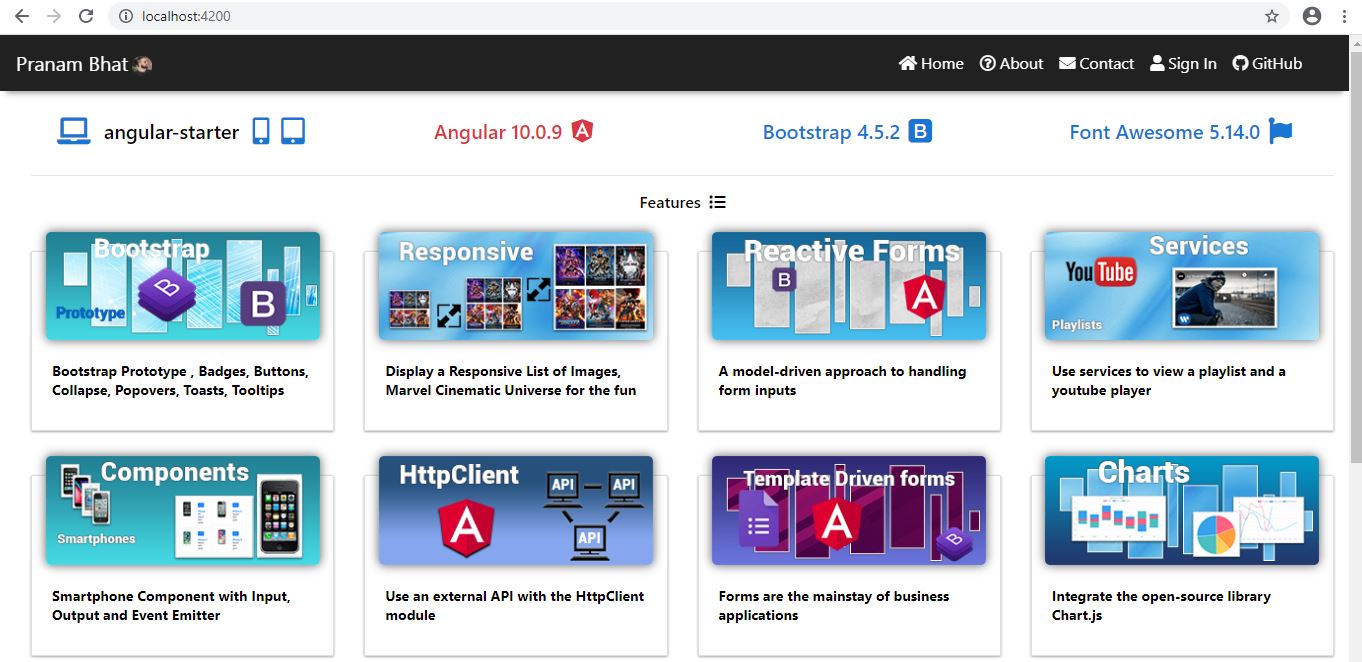 localhost:4200
Pranam Bhat
Home About Contact Sign In GitHub
angular-starter
Angular 10.0.9
Bootstrap 4.5.2 B
Font Awesome 5.14.0
Features
Bootstrap
Prototype
B
B
Bootstrap Prototype , Badges, Buttons,
Collapse, Popovers, Toasts, Tooltips
Responsive
Display a Responsive List of Images,
Marvel Cinematic Universe for the fun
Reactive Forms
B
A
A model-driven approach to handling
form inputs
Services
YouTube
Playlists
Use services to view a playlist and a
youtube player
Components
Smartphones
Smartphone Component with Input,
Output and Event Emitter
HttpClient
A
API
API
API
Use an external API with the HttpClient
module
Template Driven forms
A
B
Forms are the mainstay of business
applications
Charts
Integrate the open-source library
Chart.js